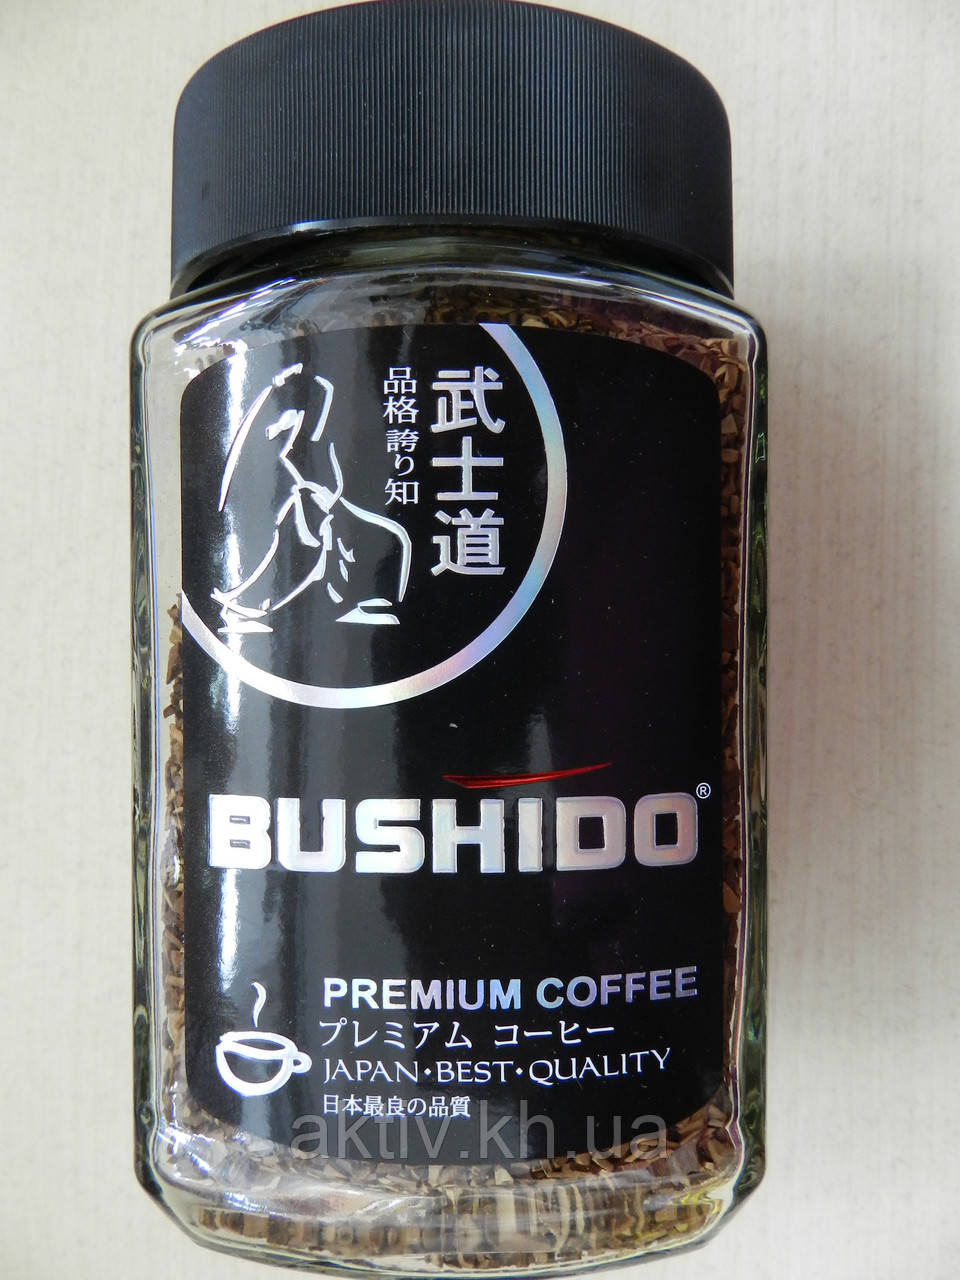 武士道
品格 誇り知
BUSHIDO®
PREMIUM COFFEE
プレミアム コーヒー
JAPAN•BEST•QUALITY
日本最良の品質
aktiv.kh.ua